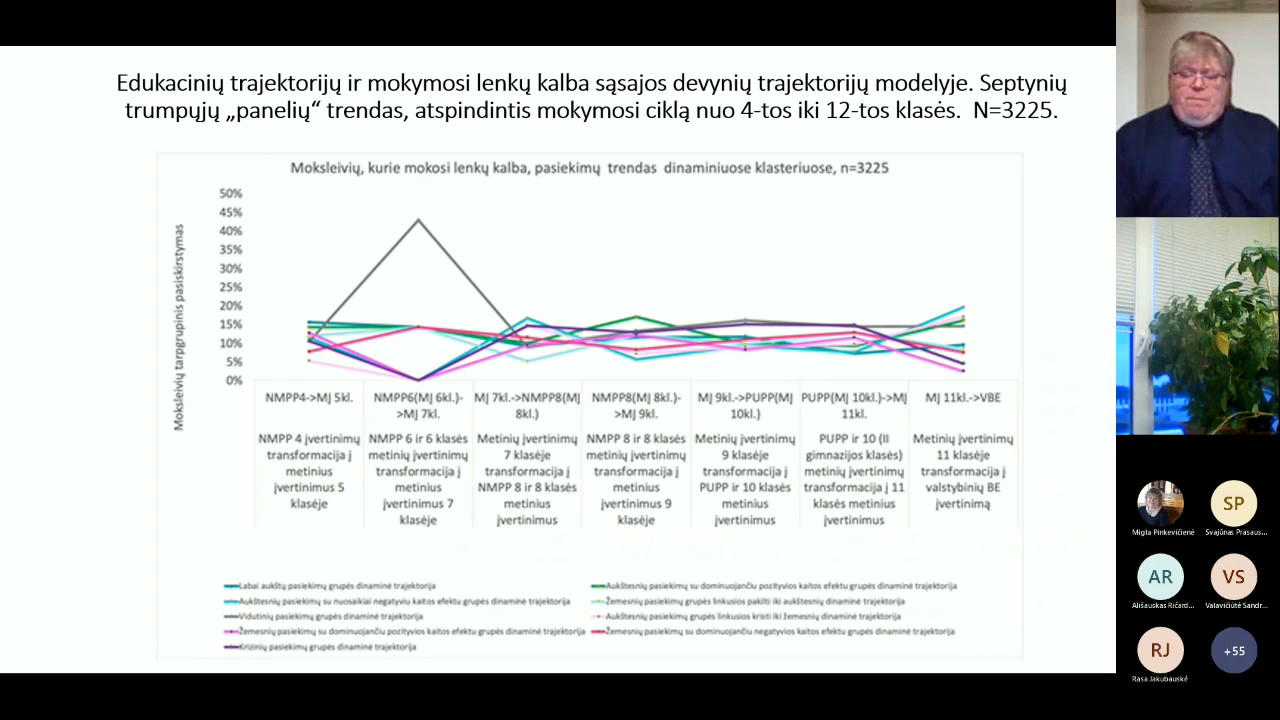 Edukacinių trajektorijų ir mokymosi lenkų kalba sąsajos devynių trajektorijų modelyje. Septynių
trumpųjų „panelių“ trendas, atspindintis mokymosi ciklą nuo 4-tos iki 12-tos klasės. N=3225.
Moksleivių, kurie mokosi lenkų kalba, pasiekimų trendas dinaminiuose klasteriuose, n=3225
Moksleivių tarpgrupinis pasiskirstymas
50%
45%
40%
35%
30%
25%
20%
15%
10%
5%
0%
NMPP4->MJ 5kl.
NMPP6(MJ 6kl.)-
>MJ 7kl.
MJ 7kl.->NMPP8(MJ
8kl.)
NMPP8(MJ 8kl.)-
>MJ 9kl.
MJ 9kl.->PUPP(MJ
10kl.)
PUPP(MJ 10kl.)->MJ
11kl.
MJ 11kl.->VBE
NMPP 4 įvertinimų
transformacija į
metinius
įvertinimus 5
klasėje
NMPP 6 ir 6 klasės
metinių įvertinimų
transformacija į
metinius
įvertinimus 7
klasėje
Metinių įvertinimų
7 klasėje
transformacija į
NMPP 8 ir 8 klasės
metinius
įvertinimus
NMPP 8 ir 8 klasės
metinių įvertinimų
transformacija į
metinius
įvertinimus 9
klasėje
Metinių įvertinimų
9 klasėje
transformacija į
PUPP ir 10 klasės
metinius
įvertinimus
PUPP ir 10 (II
gimnazijos klasės)
metinių įvertinimų
transformacija į 11
klasės metinius
įvertinimus
Metinių įvertinimų
11 klasėje
transformacija į
valstybinių BE
įvertinimą
Labai aukštų pasiekimų grupės dinaminė trajektorija
Aukštesnių pasiekimų su dominuojančiu pozityvios kaitos efektu grupės dinaminė trajektorija
Aukštesnių pasiekimų su nuosaikiai negatyviu kaitos efektu grupės dinaminė trajektorija
Žemesnių pasiekimų grupės linkusios pakilti iki aukštesnių dinaminė trajektorija
Vidutinių pasiekimų grupės dinaminė trajektorija
Aukštesnių pasiekimų grupės linkusios kristi iki žemesnių dinaminė trajektorija
Žemesnių pasiekimų su dominuojančiu pozityvios kaitos efektu grupės dinaminė trajektorija
Žemesnių pasiekimų su dominuojančiu negatyvios kaitos efektu grupės dinaminė trajektorija
Krizinių pasiekimų grupės dinaminė trajektorija
Migla Pinkevičienė
SP
Svajūnas Prasaus...
AR
Ališauskas Ričard...
VS
Valavičiūtė Sandr...
RJ
Rasa Jakubauskė
+55